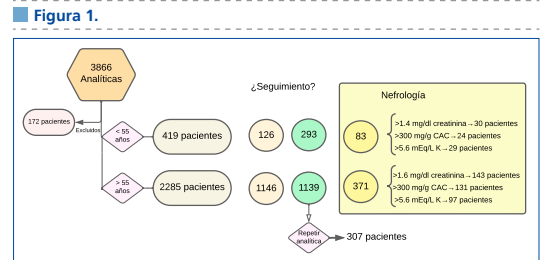 Figura 1.
3866
Analíticas
¿Seguimiento?
Nefrología
172 pacientes
Excluidos
< 55
años
419 pacientes
126
293
83
>1.4 mg/dl creatinina→30 pacientes
>300 mg/g CAC→24 pacientes
>5.6 mEq/L K→29 pacientes
> 55
años
2285 pacientes
1146
1139
371
>1.6 mg/dl creatinina→143 pacientes
>300 mg/g CAC→131 pacientes
>5.6 mEq/L K→97 pacientes
Repetir
analítica
307 pacientes